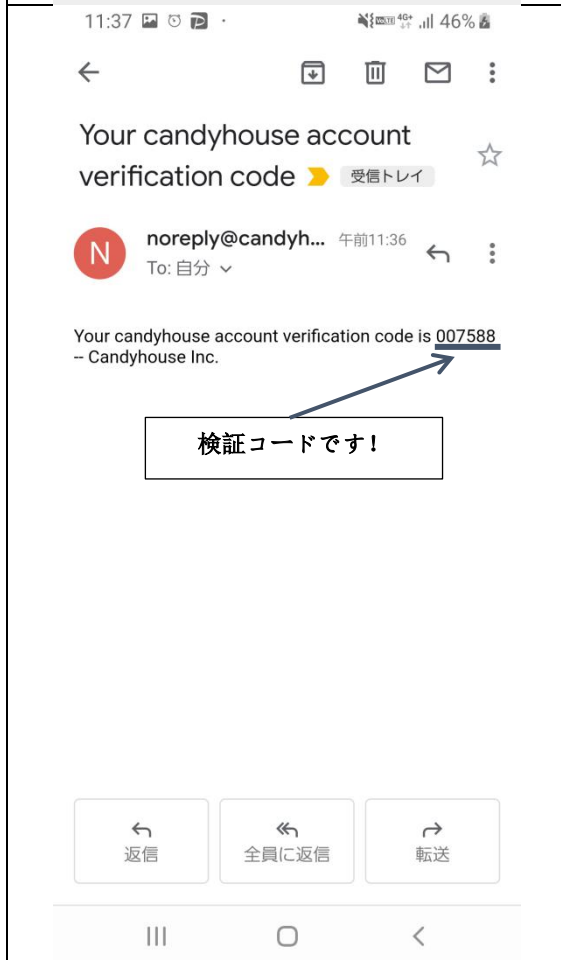 11:37
4G+ 46%
Your candyhouse account
verification code
受信トレイ
N
noreply@candyh... 午前11:36
To: 自分
Your candyhouse account verification code is 007588
-- Candyhouse Inc.
検証コードです!
返信
全員に返信
転送